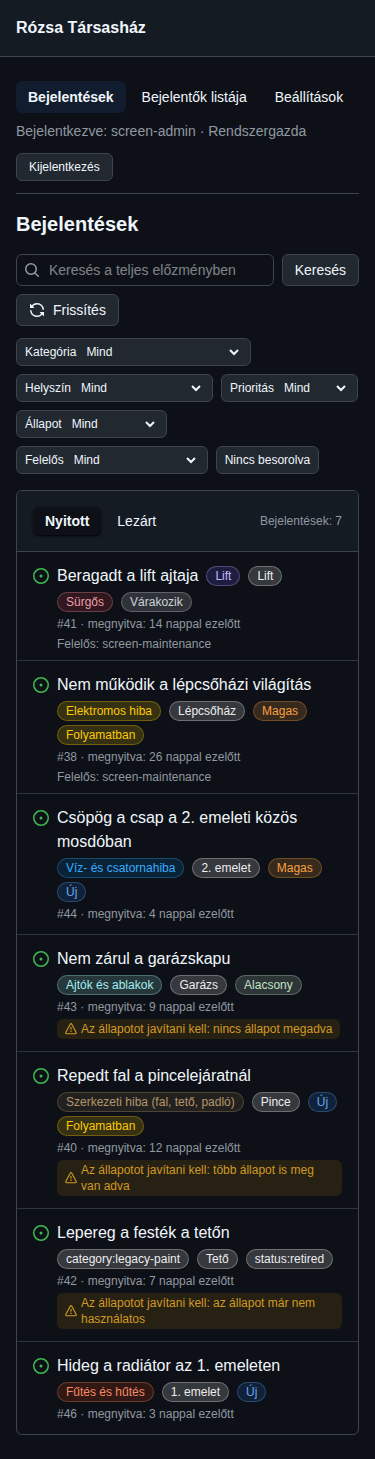 Rózsa Társasház
Bejelentések Bejelentők listája Beállítások
Bejelentkezve: screen-admin · Rendszergazda
Kijelentkezés
Bejelentések
Keresés a teljes előzményben Keresés
Frissítés
Kategória Mind
Helyszín Mind Prioritás Mind
Állapot Mind
Felelős Mind Nincs besorolva
Nyitott Lezárt Bejelentések: 7
Beragadt a lift ajtaja Lift Lift
Sürgős Várakozik
#41 · megnyitva: 14 nappal ezelőtt
Felelős: screen-maintenance
Nem működik a lépcsőházi világítás
Elektromos hiba Lépcsőház Magas
Folyamatban
#38 · megnyitva: 26 nappal ezelőtt
Felelős: screen-maintenance
Csöpög a csap a 2. emeleti közös
mosdóban
Víz- és csatornahiba 2. emelet Magas
Új
#44 · megnyitva: 4 nappal ezelőtt
Nem zárul a garázskapu
Ajtók és ablakok Garázs Alacsony
#43 · megnyitva: 9 nappal ezelőtt
Az állapotot javítani kell: nincs állapot megadva
Repedt fal a pincelejáratnál
Szerkezeti hiba (fal, tető, padló) Pince Új
Folyamatban
#40 · megnyitva: 12 nappal ezelőtt
Az állapotot javítani kell: több állapot is meg
van adva
Lepereg a festék a tetőn
category:legacy-paint Tető status:retired
#42 · megnyitva: 7 nappal ezelőtt
Az állapotot javítani kell: az állapot már nem
használatos
Hideg a radiátor az 1. emeleten
Fűtés és hűtés 1. emelet Új
#46 · megnyitva: 3 nappal ezelőtt